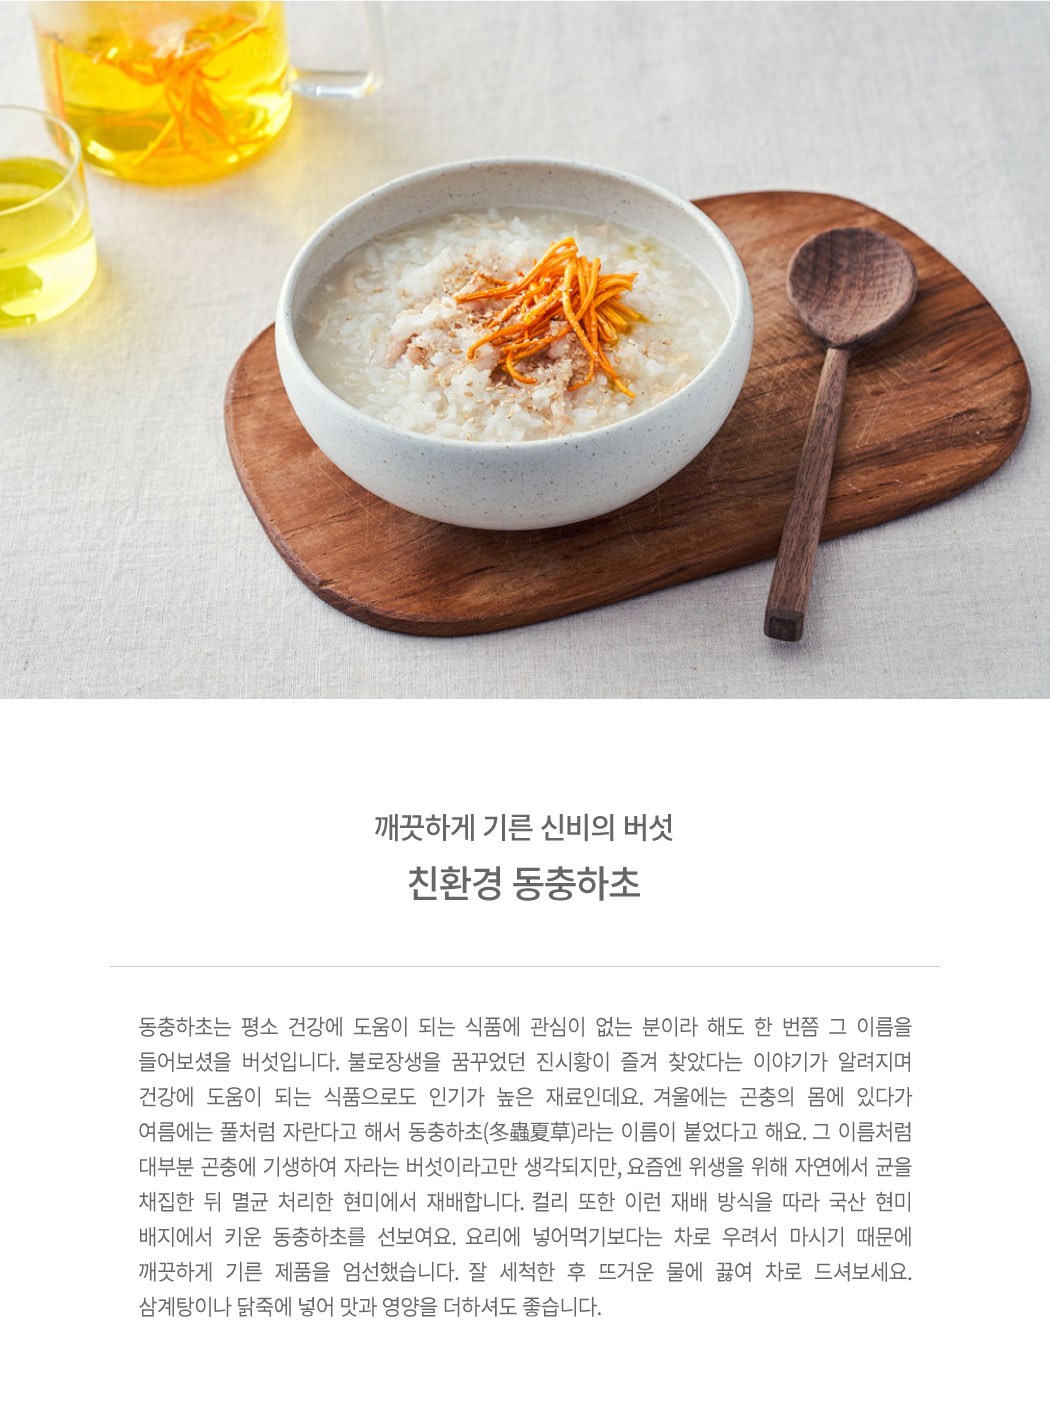 깨끗하게 기른 신비의 버섯
친환경 동충하초
동충하초는 평소 건강에 도움이 되는 식품에 관심이 없는 분이라 해도 한 번쯤 그 이름을
들어보셨을 버섯입니다. 불로장생을 꿈꾸었던 진시황이 즐겨 찾았다는 이야기가 알려지며
건강에 도움이 되는 식품으로도 인기가 높은 재료인데요. 겨울에는 곤충의 몸에 있다가
여름에는 풀처럼 자란다고 해서 동충하초(冬蟲夏草)라는 이름이 붙었다고 해요. 그 이름처럼
대부분 곤충에 기생하여 자라는 버섯이라고만 생각되지만, 요즘엔 위생을 위해 자연에서 균을
채집한 뒤 멸균 처리한 현미에서 재배합니다. 컬리 또한 이런 재배 방식을 따라 국산 현미
배지에서 키운 동충하초를 선보여요. 요리에 넣어먹기보다는 차로 우려서 마시기 때문에
깨끗하게 기른 제품을 엄선했습니다. 잘 세척한 후 뜨거운 물에 끓여 차로 드셔보세요.
삼계탕이나 닭죽에 넣어 맛과 영양을 더하셔도 좋습니다.